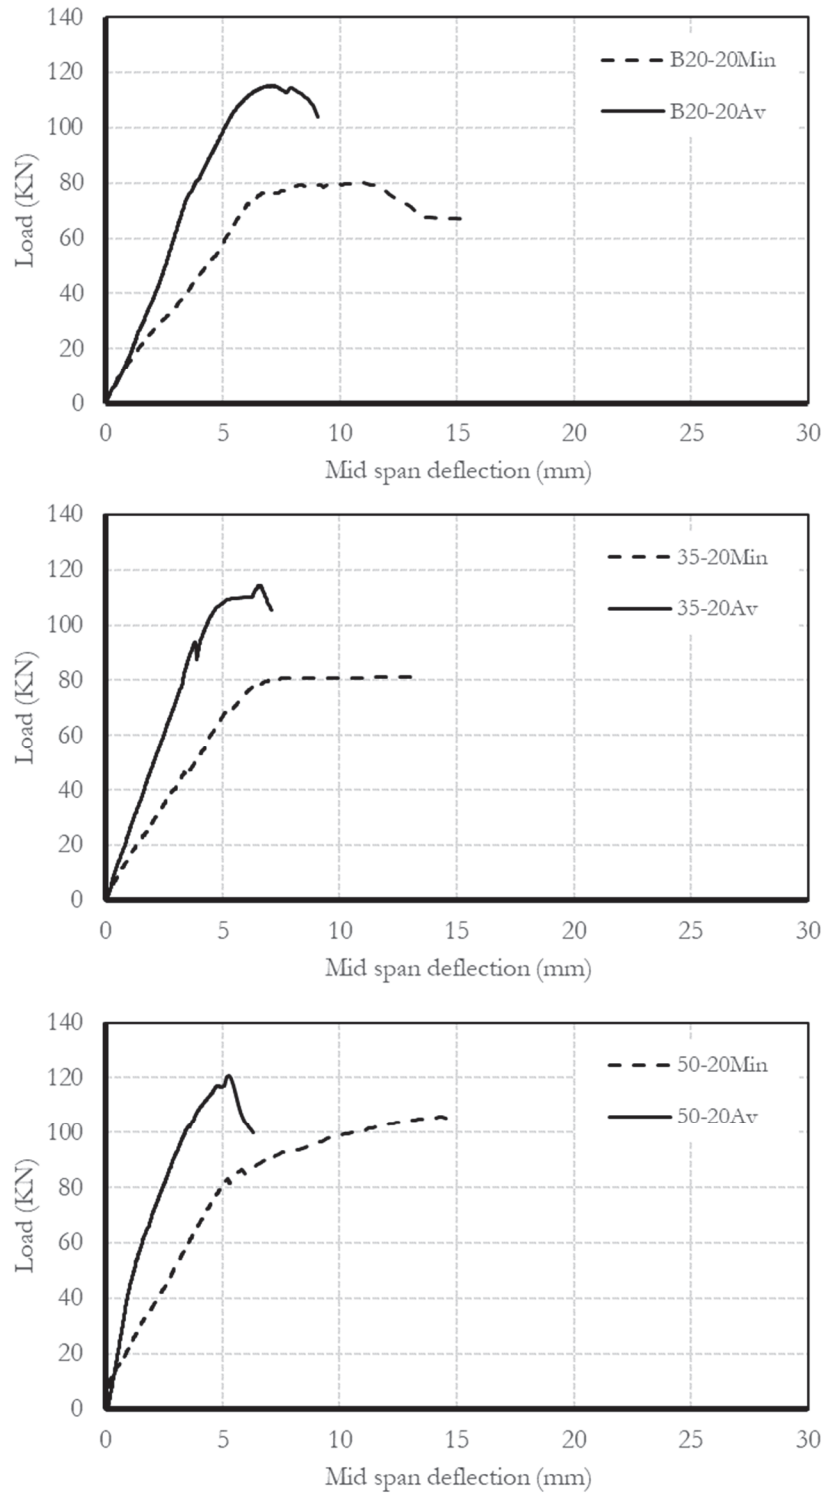 140
B20-20Min
120
B20-20Av
100
80
60
40
20
0
Load (KN)
0 5 10 15 20 25 30
Mid span deflection (mm)
140
35-20Min
120
35-20Av
100
80
60
40
20
0
Load (KN)
0 5 10 15 20 25 30
Mid span deflection (mm)
140
50-20Min
120
50-20Av
100
80
60
40
20
0
Load (KN)
0 5 10 15 20 25 30
Mid span deflection (mm)